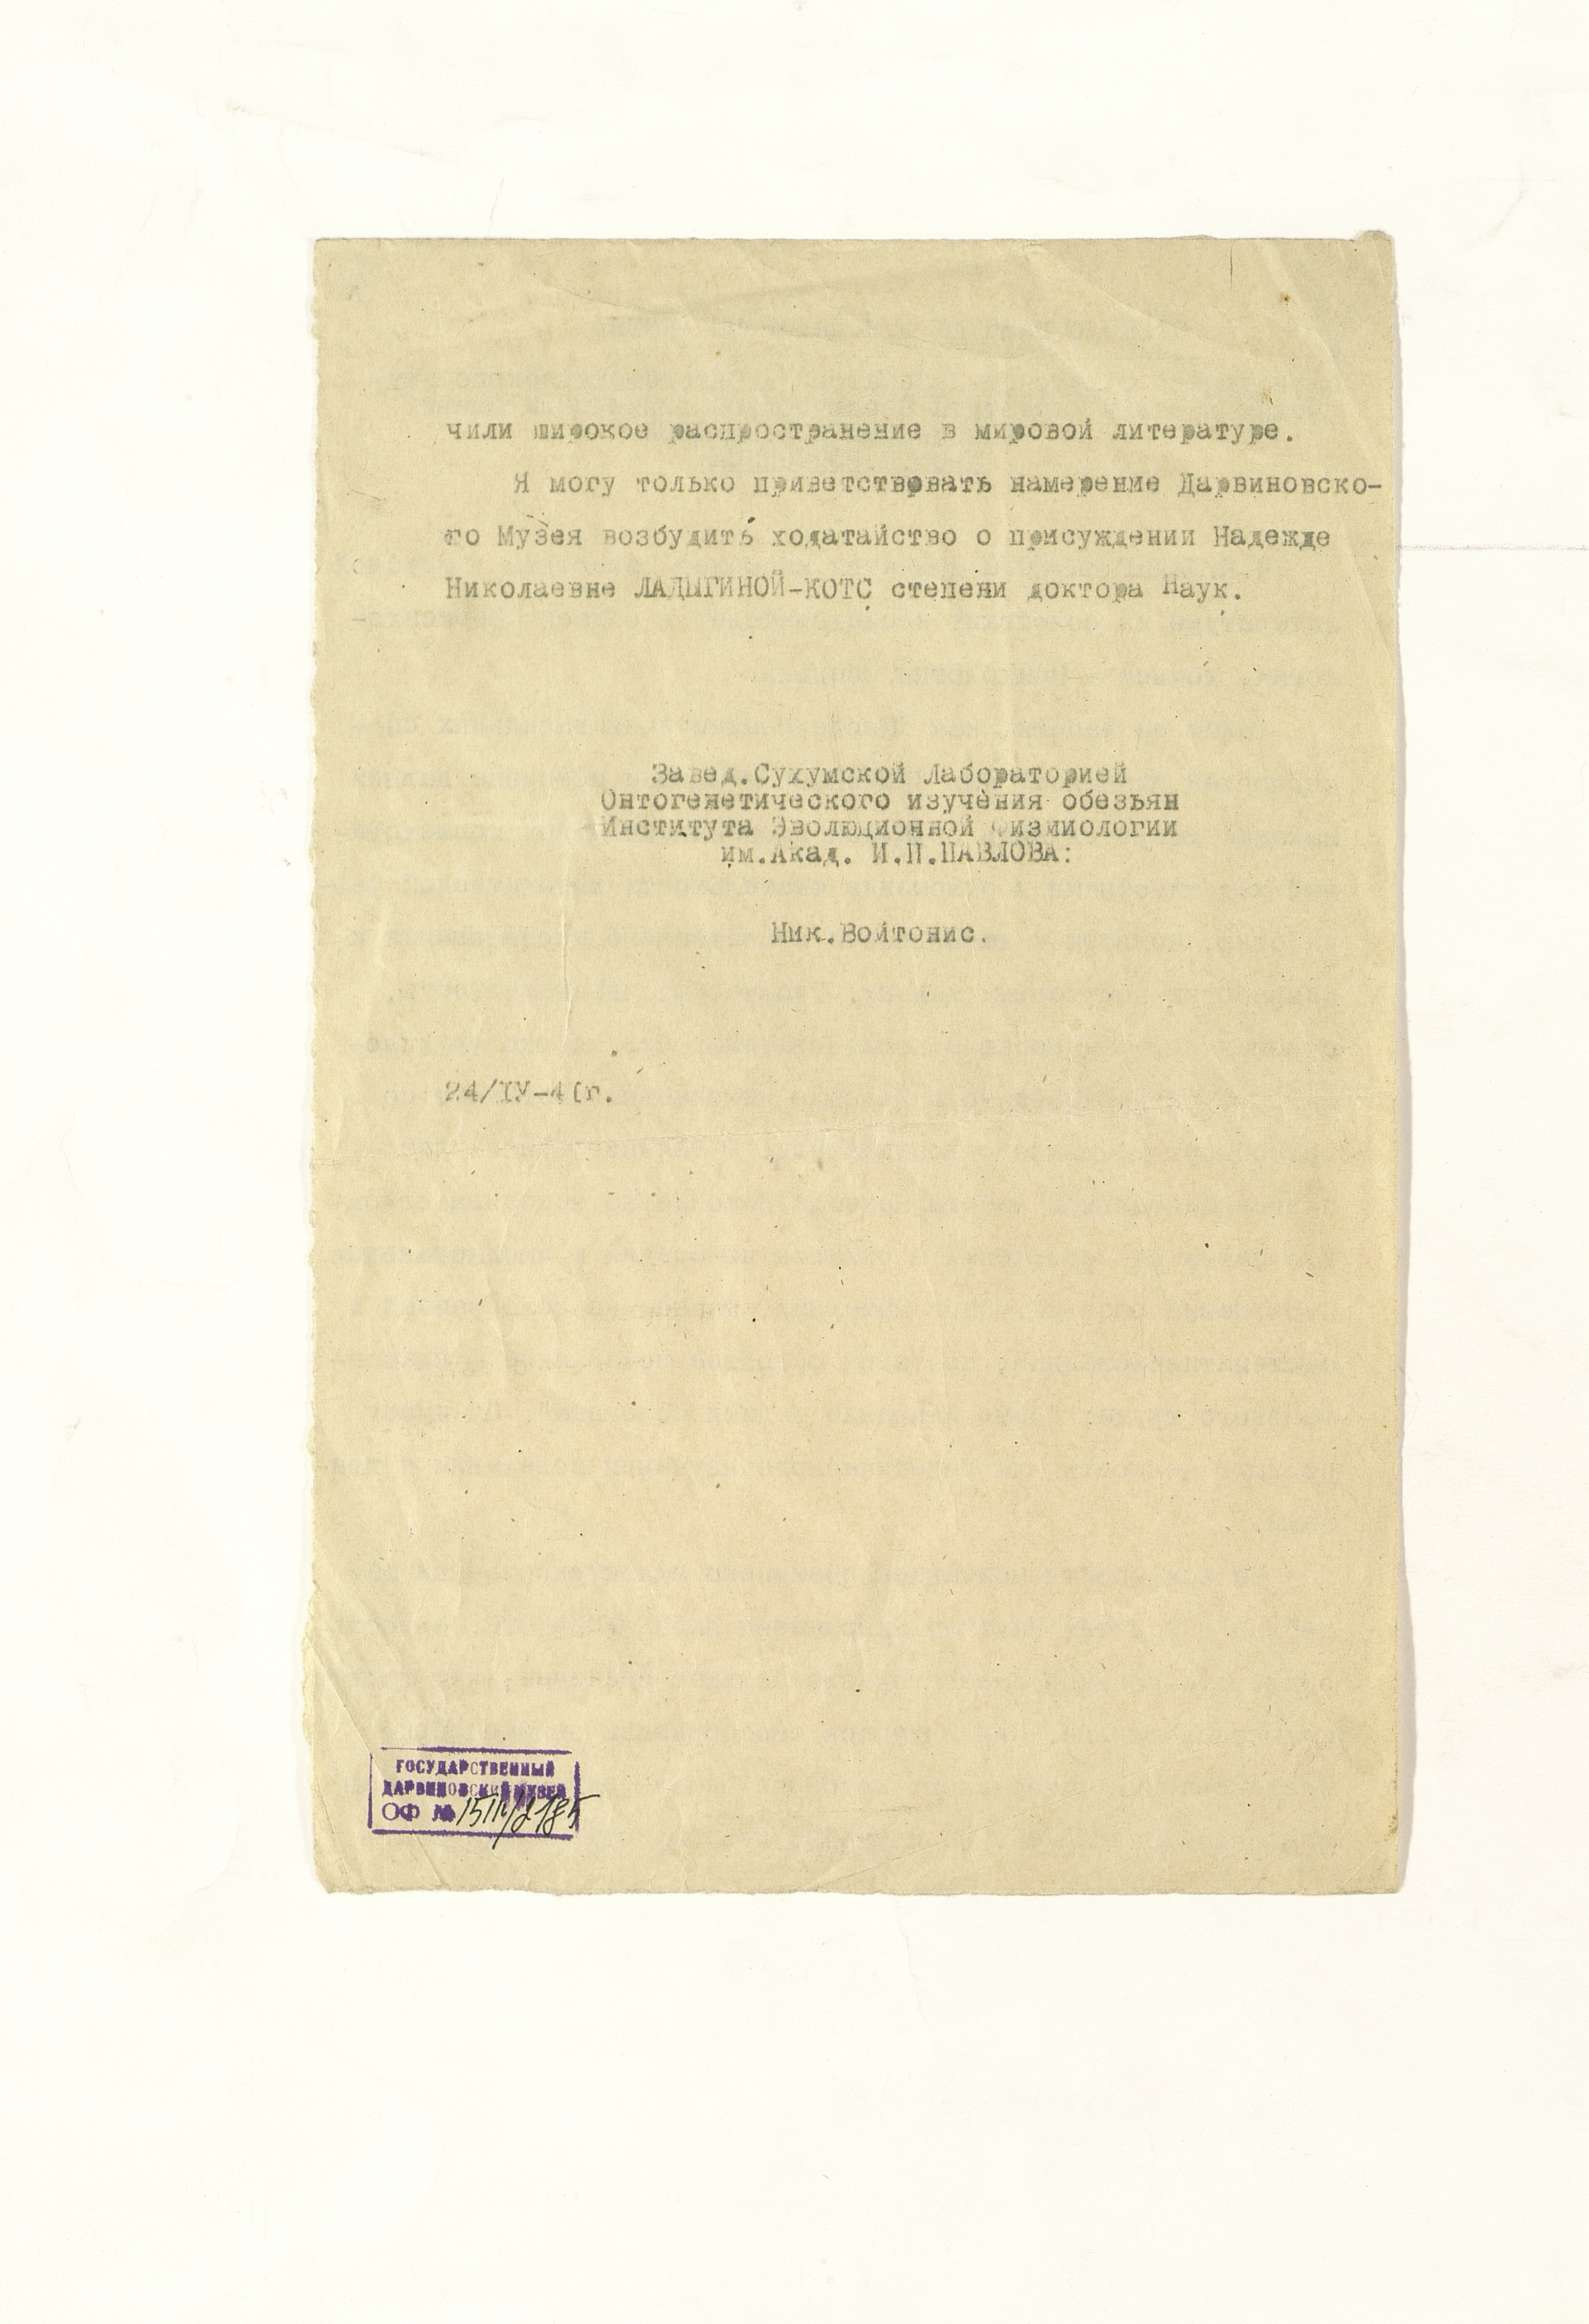 чили широкое распространение в мировой литературе.
Я могу только приветствовать намерение Дарвиновско-
го Музея возбудить ходатайство о присуждении Надежде
Николаевне ЛАДЫГИНОЙ-КОТС степени доктора Наук.
Завед.Сухумской Лабораторией
Онтогенетического изучения обезьян
Института Эволюционной Физиологии
им.Акад. И.П.ПАВЛОВА:
Ник.Войтонис.
24/IУ-41г.
ГОСУДАРСТВЕННЫЙ
ДАРВИНОВСКИЙ МУЗЕЙ
ОФ №